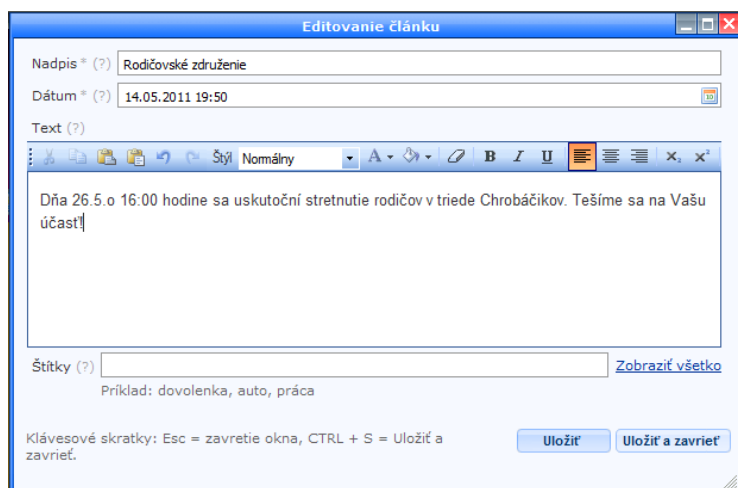 Editovanie článku
Nadpis * (?) Rodičovské združenie
Dátum * (?) 14.05.2011 19:50
Text (?)
Štýl Normálny A B I U x₂ x²
Dňa 26.5.o 16:00 hodine sa uskutoční stretnutie rodičov v triede Chrobáčikov. Tešíme sa na Vašu
účasť!
Štítky (?) Zobraziť všetko
Príklad: dovolenka, auto, práca
Klávesové skratky: Esc = zavretie okna, CTRL + S = Uložiť a
zavrieť.
Uložiť Uložiť a zavrieť